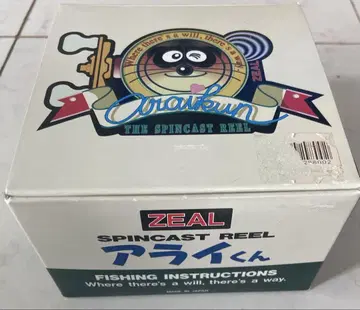 Where there's a will, there's a way.
ZEAL
Araikun
THE SPINCAST REEL
ZEAL
SPINCAST REEL
アライくん
FISHING INSTRUCTIONS
Where there's a will, there's a way.